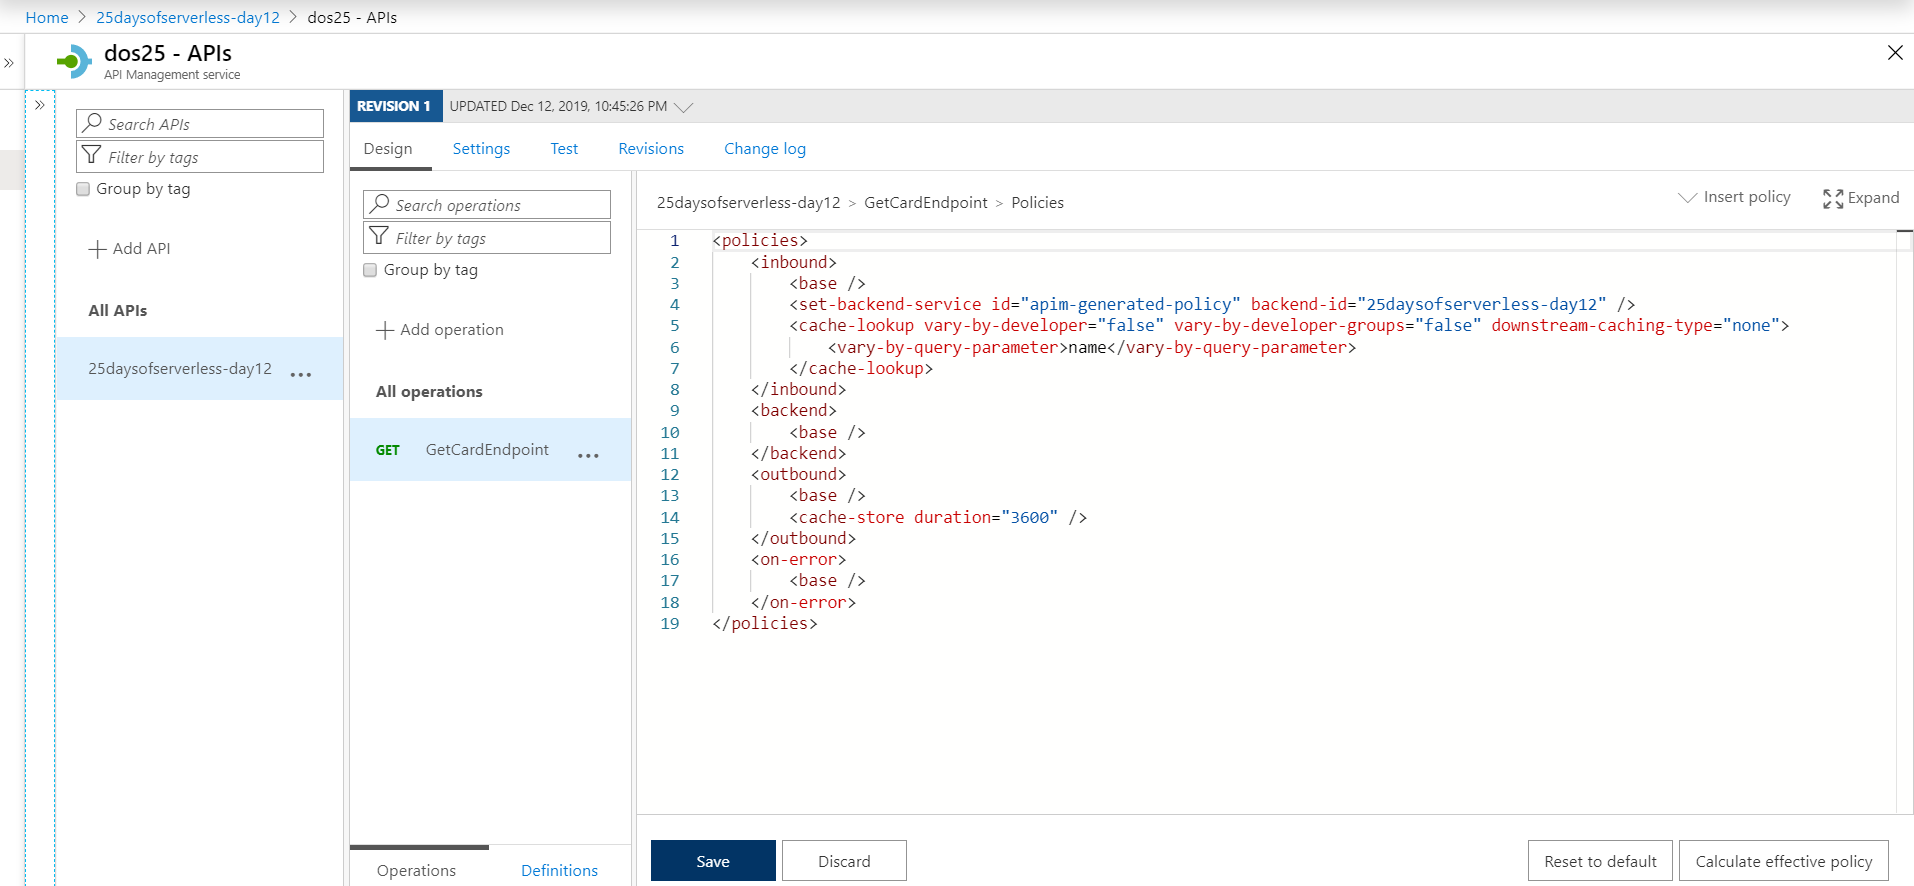 Home > 25daysofserverless-day12 > dos25 - APIs
dos25 - APIs
API Management service
Search APIs
Filter by tags
Group by tag
Add API
All APIs
25daysofserverless-day12 ...
REVISION 1 UPDATED Dec 12, 2019, 10:45:26 PM
Design Settings Test Revisions Change log
Search operations
Filter by tags
Group by tag
Add operation
All operations
GET GetCardEndpoint ...
Operations Definitions
25daysofserverless-day12 > GetCardEndpoint > Policies
Insert policy Expand
1 <policies>
2     <inbound>
3         <base />
4         <set-backend-service id="apim-generated-policy" backend-id="25daysofserverless-day12" />
5         <cache-lookup vary-by-developer="false" vary-by-developer-groups="false" downstream-caching-type="none">
6             <vary-by-query-parameter>name</vary-by-query-parameter>
7         </cache-lookup>
8     </inbound>
9     <backend>
10         <base />
11     </backend>
12     <outbound>
13         <base />
14         <cache-store duration="3600" />
15     </outbound>
16     <on-error>
17         <base />
18     </on-error>
19 </policies>
Save Discard Reset to default Calculate effective policy